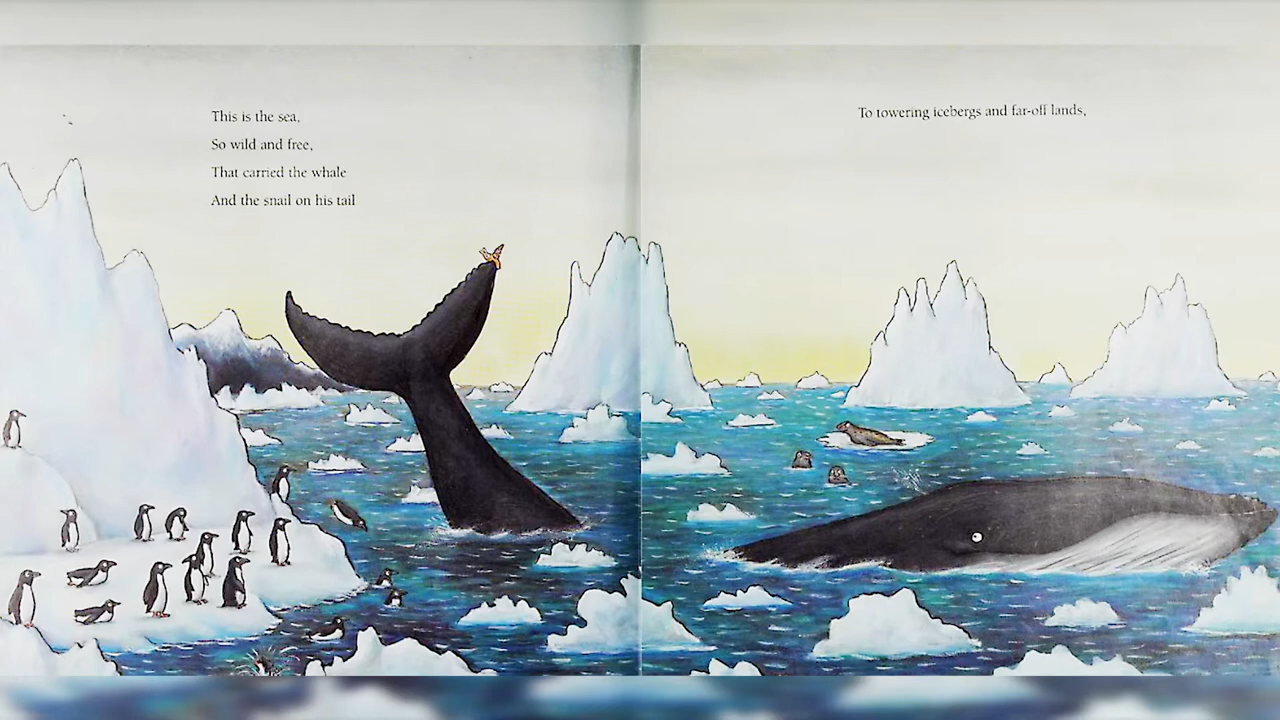 This is the sea,
So wild and free,
That carried the whale
And the snail on his tail
To towering icebergs and far-off lands,